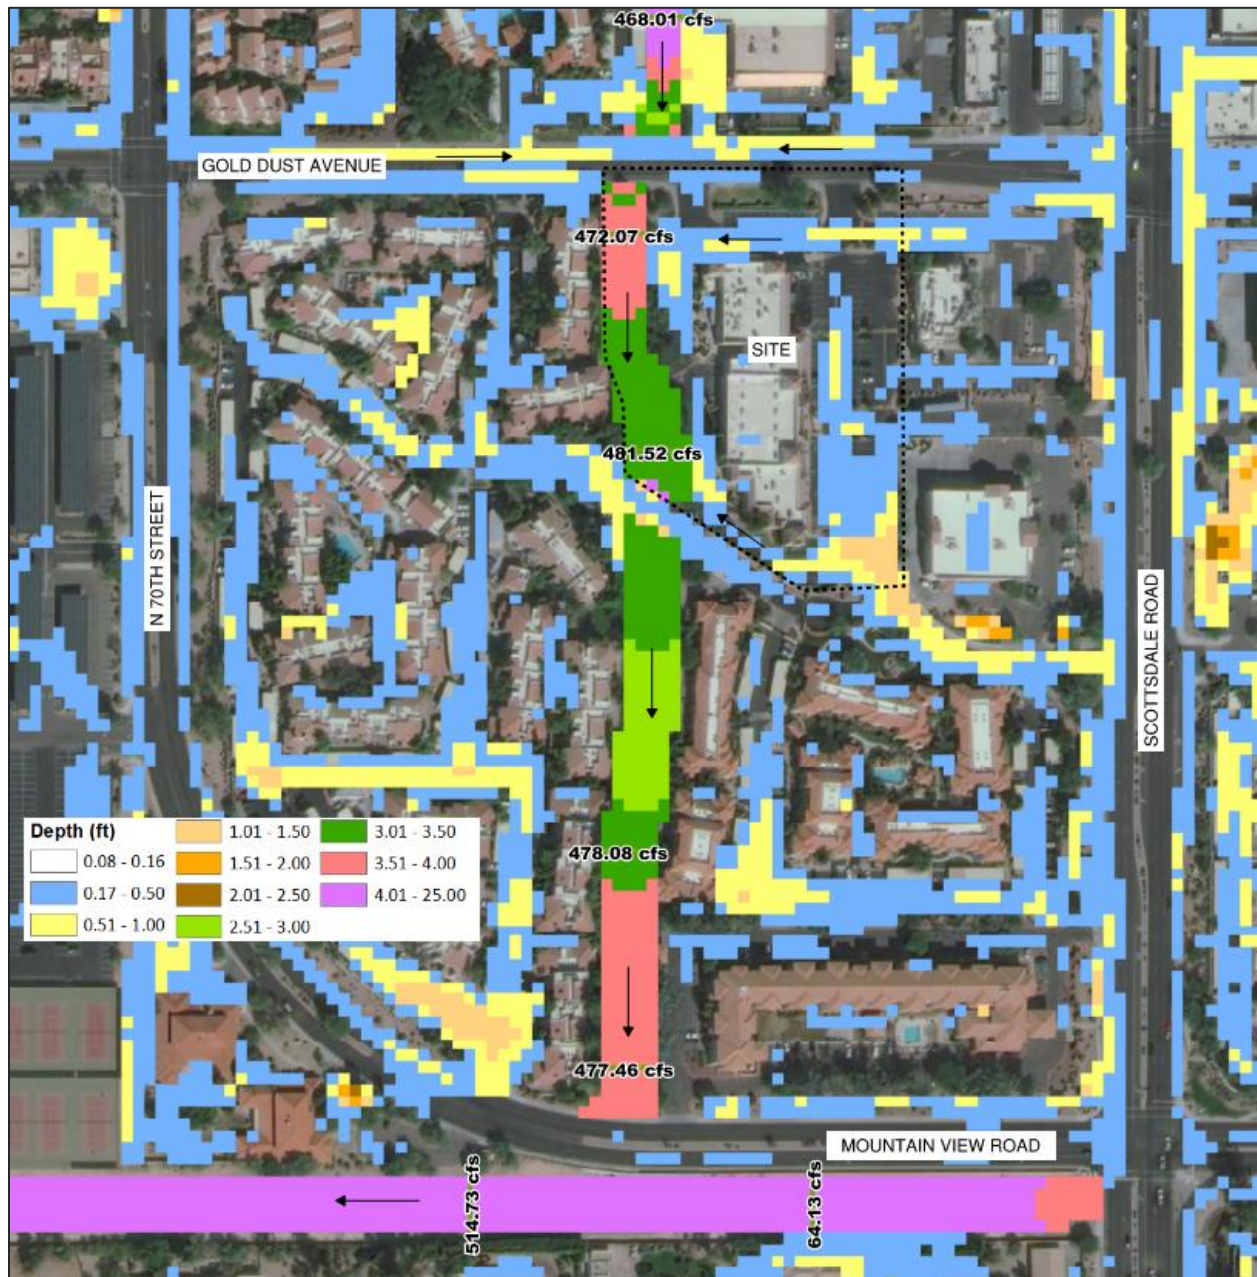 468.01 cfs
GOLD DUST AVENUE
472.07 cfs
SITE
481.52 cfs
N 70TH STREET
SCOTTSDALE ROAD
Depth (ft)
0.08 - 0.16
0.17 - 0.50
0.51 - 1.00
1.01 - 1.50
1.51 - 2.00
2.01 - 2.50
2.51 - 3.00
3.01 - 3.50
3.51 - 4.00
4.01 - 25.00
478.08 cfs
477.46 cfs
MOUNTAIN VIEW ROAD
514.73 cfs
64.13 cfs